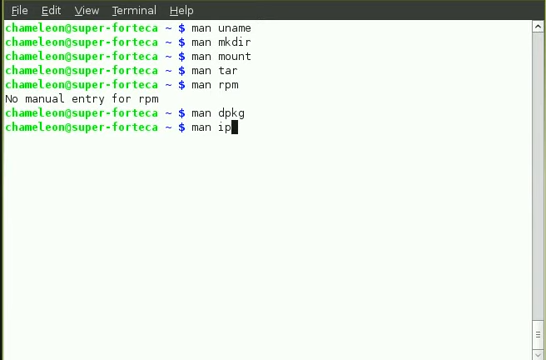 File Edit View Terminal Help
chameleon@super-forteca ~ $ man uname
chameleon@super-forteca ~ $ man mkdir
chameleon@super-forteca ~ $ man mount
chameleon@super-forteca ~ $ man tar
chameleon@super-forteca ~ $ man rpm
No manual entry for rpm
chameleon@super-forteca ~ $ man dpkg
chameleon@super-forteca ~ $ man ip